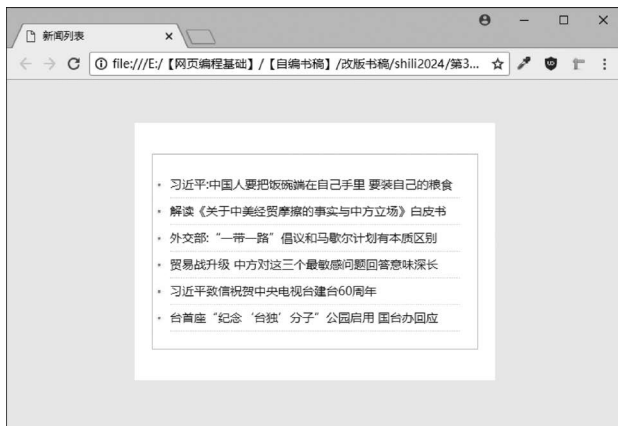 新闻列表
file:///E:/【网页编程基础】/【自编书稿】/改版书稿/shili2024/第3...
习近平:中国人要把饭碗端在自己手里 要装自己的粮食
解读《关于中美经贸摩擦的事实与中方立场》白皮书
外交部:“一带一路”倡议和马歇尔计划有本质区别
贸易战升级 中方对这三个最敏感问题回答意味深长
习近平致信祝贺中央电视台建台60周年
台首座“纪念‘台独’分子”公园启用 国台办回应